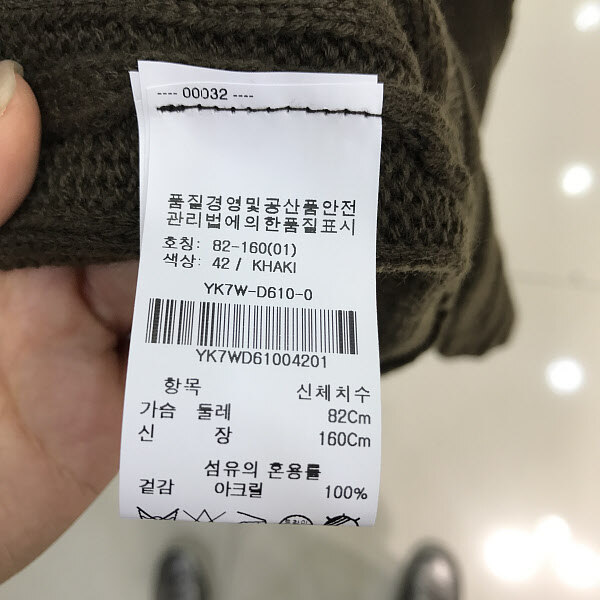 ---- 00032 ----
품질경영및공산품안전
관리법에의한품질표시
호칭: 82-160(01)
색상: 42 / KHAKI
YK7W-D610-0
YK7WD61004201
항목 신체치수
가슴 둘레 82Cm
신 장 160Cm
섬유의 혼용률
겉감 아크릴 100%